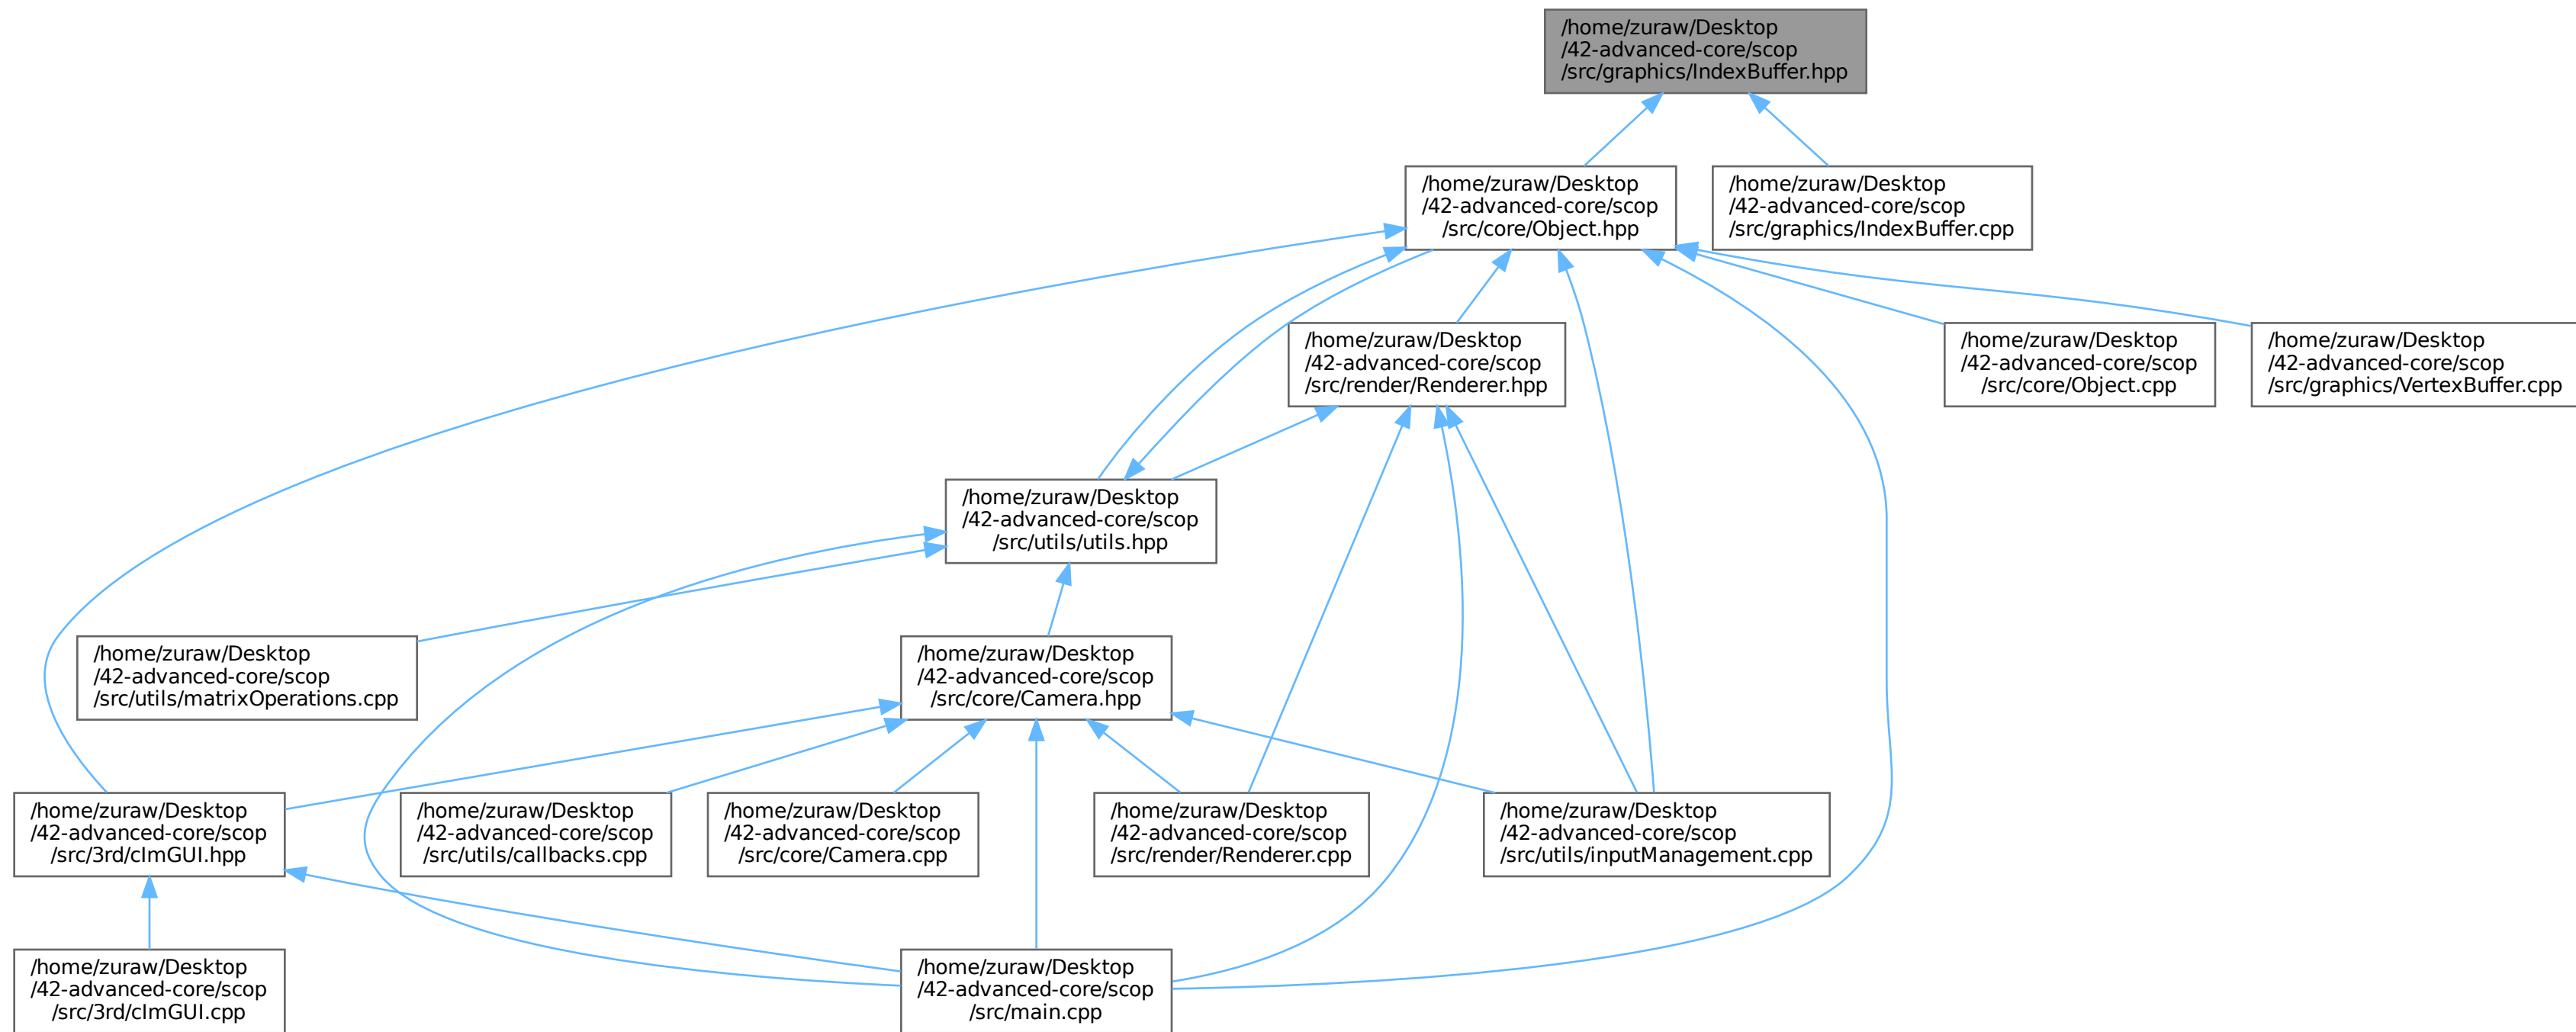 /home/zuraw/Desktop
/42-advanced-core/scop
/src/graphics/IndexBuffer.hpp
/home/zuraw/Desktop
/42-advanced-core/scop
/src/core/Object.hpp
/home/zuraw/Desktop
/42-advanced-core/scop
/src/graphics/IndexBuffer.cpp
/home/zuraw/Desktop
/42-advanced-core/scop
/src/render/Renderer.hpp
/home/zuraw/Desktop
/42-advanced-core/scop
/src/core/Object.cpp
/home/zuraw/Desktop
/42-advanced-core/scop
/src/graphics/VertexBuffer.cpp
/home/zuraw/Desktop
/42-advanced-core/scop
/src/utils/utils.hpp
/home/zuraw/Desktop
/42-advanced-core/scop
/src/utils/matrixOperations.cpp
/home/zuraw/Desktop
/42-advanced-core/scop
/src/core/Camera.hpp
/home/zuraw/Desktop
/42-advanced-core/scop
/src/3rd/cImGUI.hpp
/home/zuraw/Desktop
/42-advanced-core/scop
/src/utils/callbacks.cpp
/home/zuraw/Desktop
/42-advanced-core/scop
/src/core/Camera.cpp
/home/zuraw/Desktop
/42-advanced-core/scop
/src/render/Renderer.cpp
/home/zuraw/Desktop
/42-advanced-core/scop
/src/utils/inputManagement.cpp
/home/zuraw/Desktop
/42-advanced-core/scop
/src/3rd/cImGUI.cpp
/home/zuraw/Desktop
/42-advanced-core/scop
/src/main.cpp